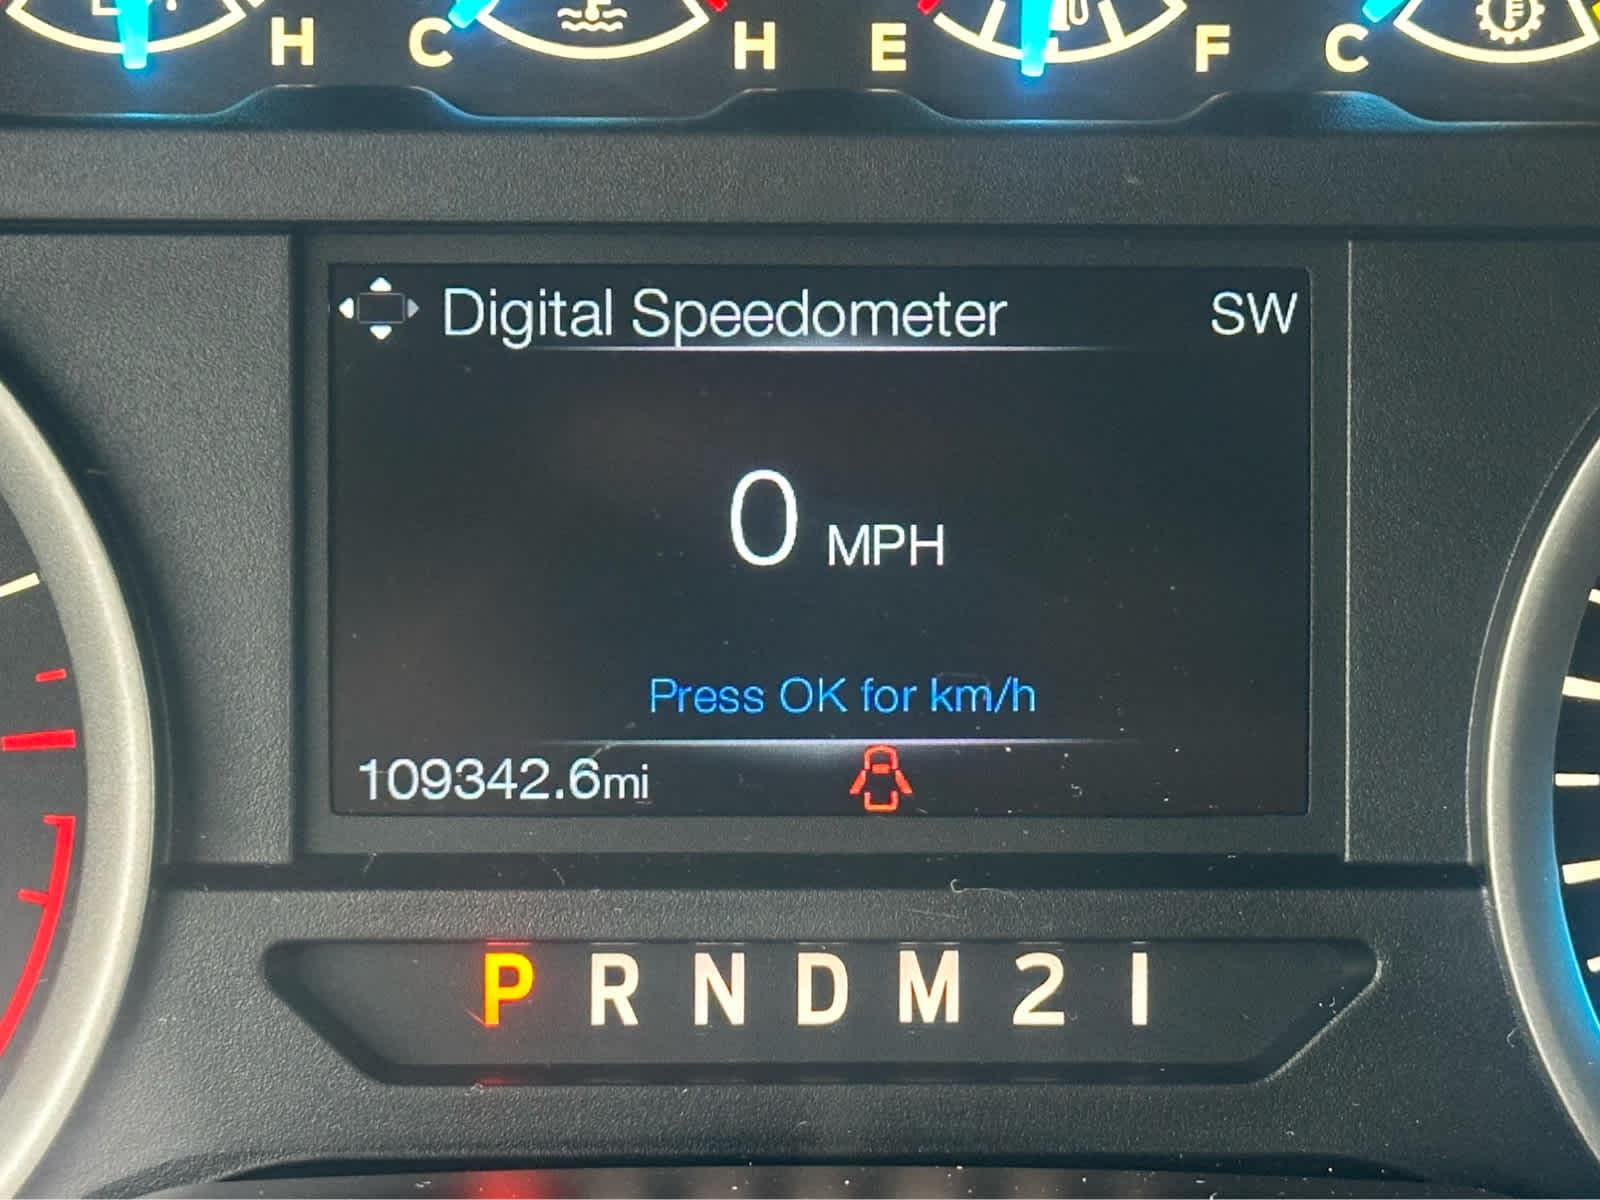 H C H E F C
Digital Speedometer SW
0 MPH
Press OK for km/h
109342.6mi
P R N D M 2 1